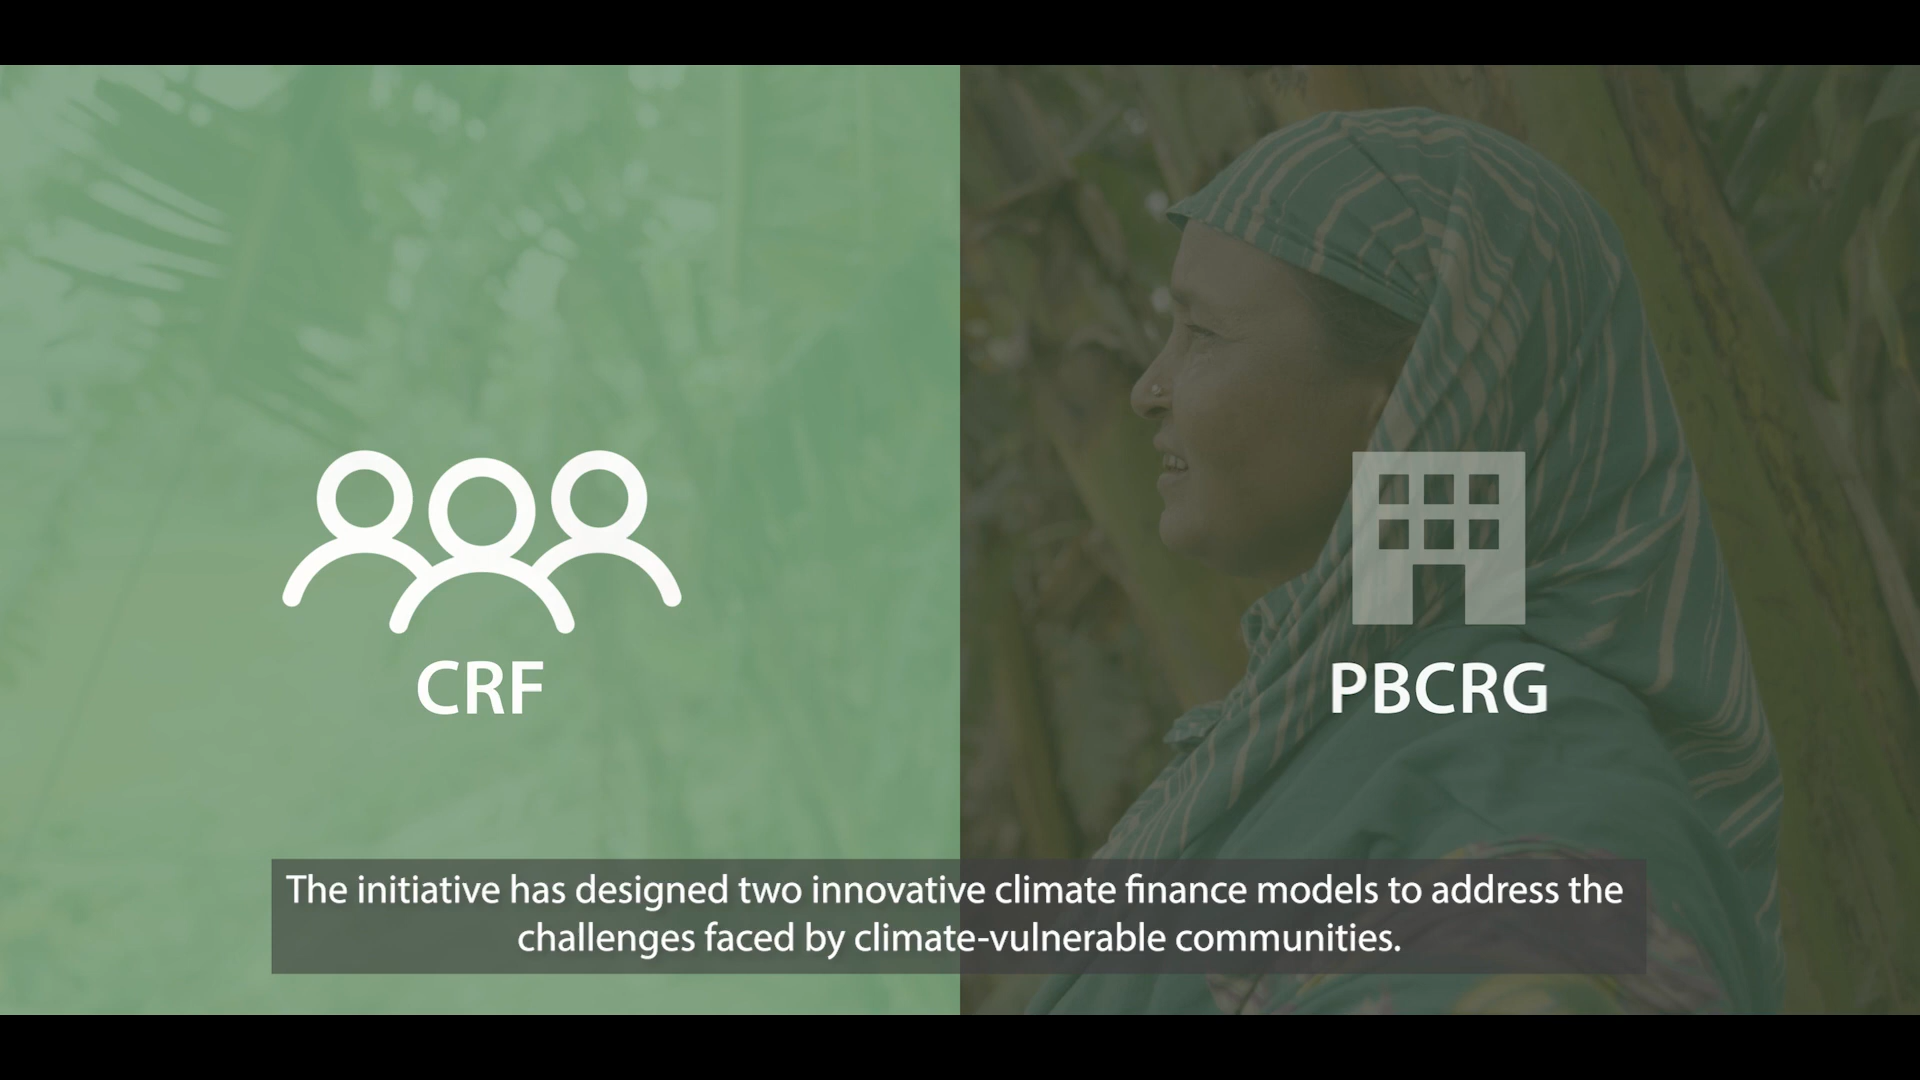 CRF
PBCRG
The initiative has designed two innovative climate finance models to address the
challenges faced by climate-vulnerable communities.